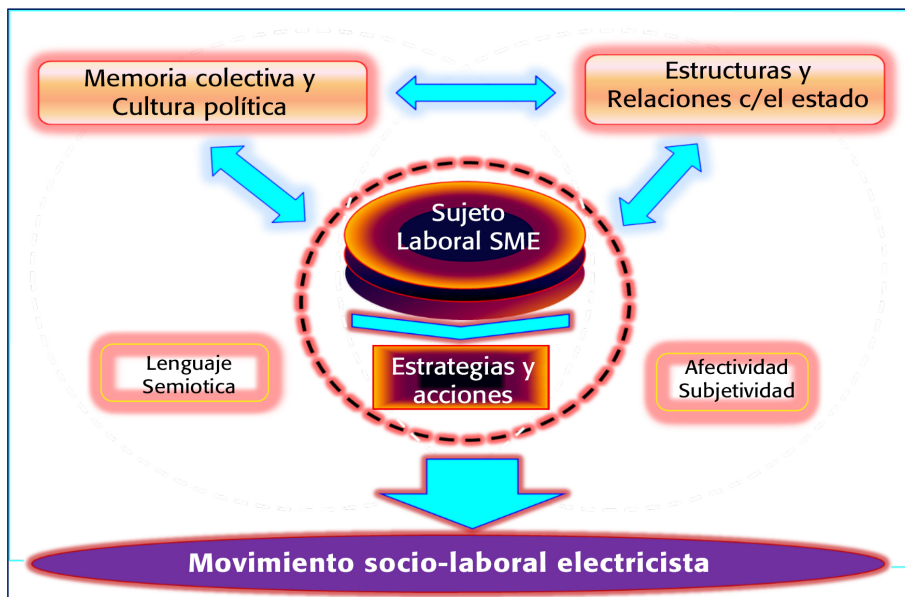 Memoria colectiva y
Cultura política
Estructuras y
Relaciones c/el estado
Sujeto
Laboral SME
Lenguaje
Semiotica
Estrategias y
acciones
Afectividad
Subjetividad
Movimiento socio-laboral electricista